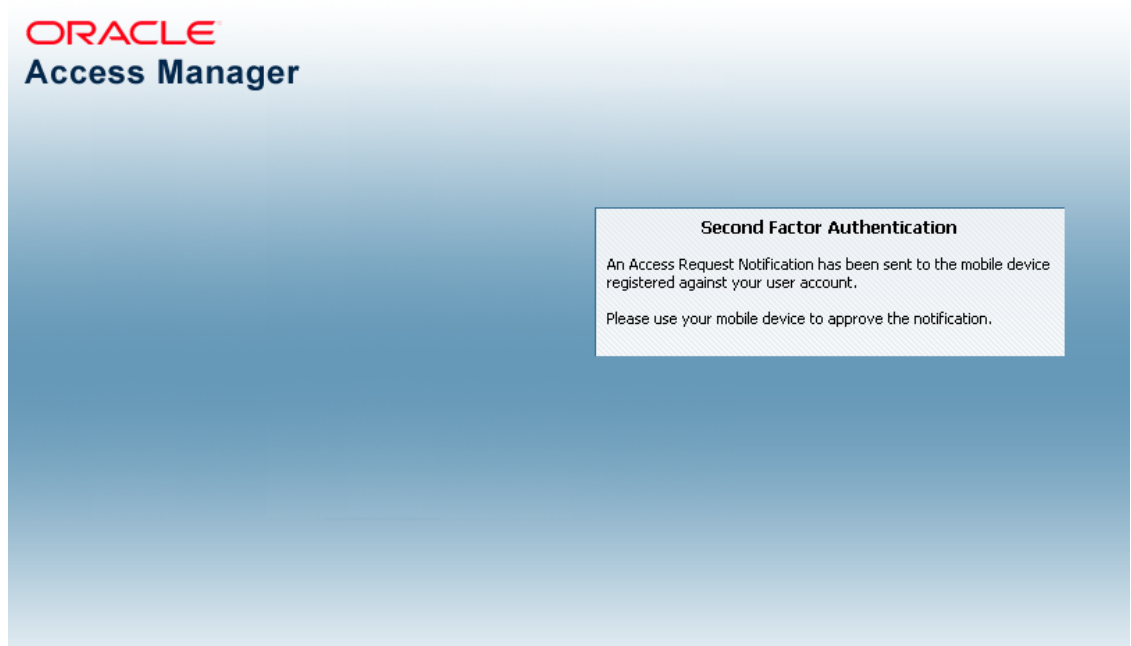 ORACLE
Access Manager
Second Factor Authentication
An Access Request Notification has been sent to the mobile device
registered against your user account.
Please use your mobile device to approve the notification.